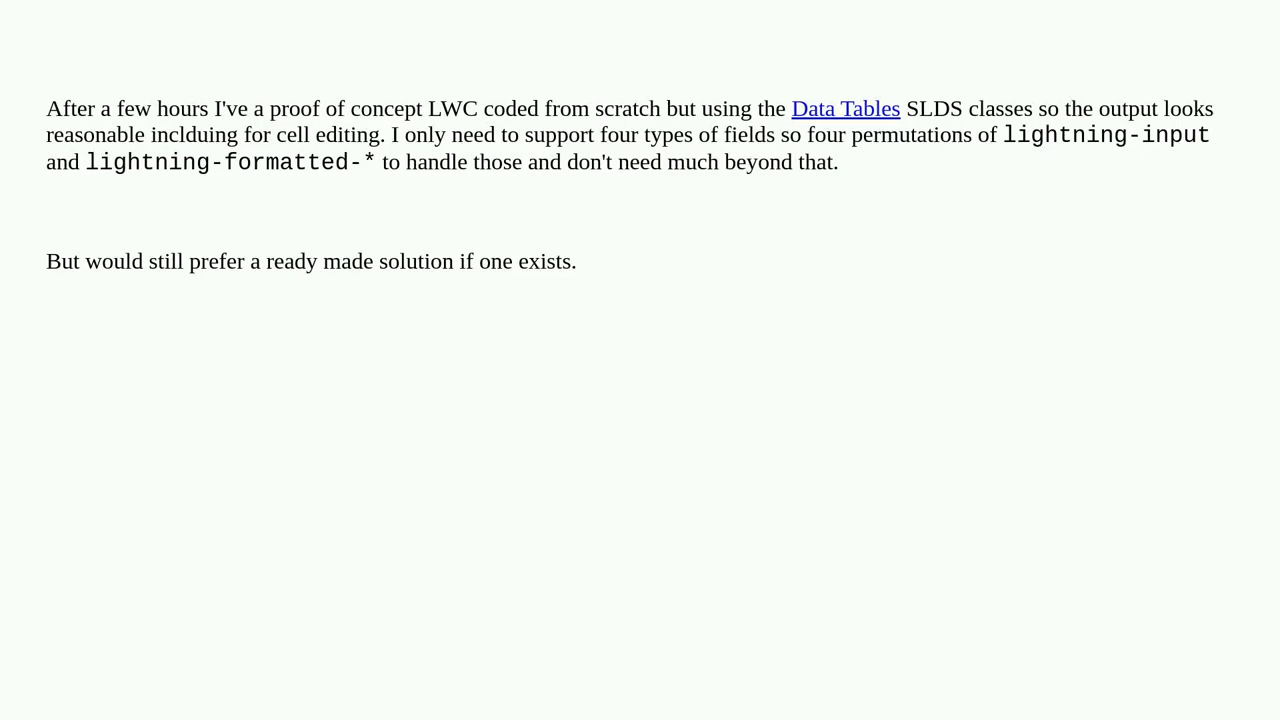 After a few hours I've a proof of concept LWC coded from scratch but using the Data Tables SLDS classes so the output looks
reasonable inclduing for cell editing. I only need to support four types of fields so four permutations of lightning-input
and lightning-formatted-* to handle those and don't need much beyond that.
But would still prefer a ready made solution if one exists.